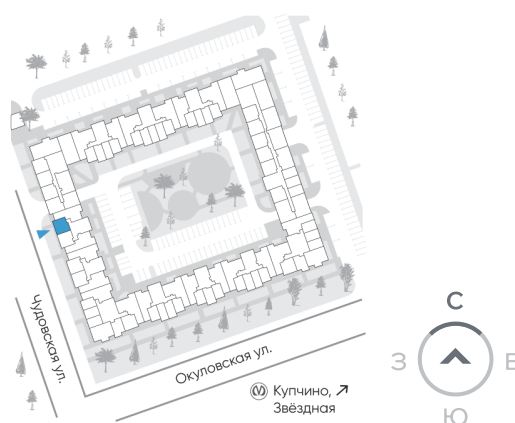 Чудовская ул.
Окуловская ул.
Купчино,
Звёздная
С
З
В
Ю